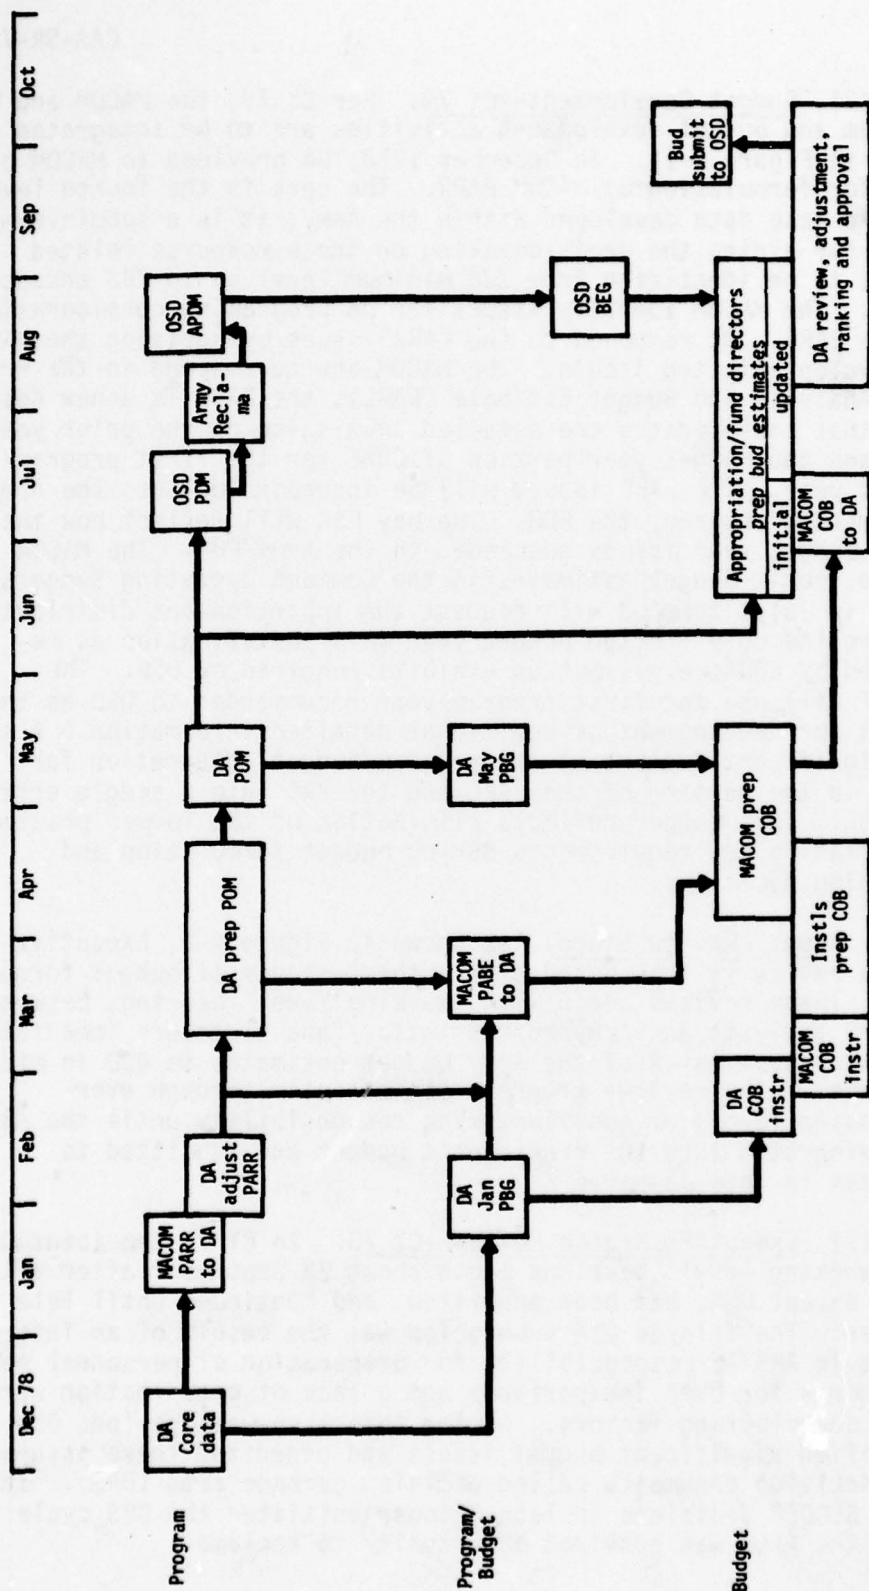 Dec 78
Jan
Feb
Mar
Apr
May
Jun
Jul
Aug
Sep
Oct
Program
DA
Core
data
MACOM
PARR
to DA
DA
adjust
PARR
DA prep POM
DA
POM
OSD
PDM
Army
Recla-
ma
OSD
APDM
Program/
Budget
DA
Jan
PBG
MACOM
PABE
to DA
DA
May
PBG
OSD
BEG
Bud
submit
to OSD
Budget
DA
COB
instr
MACOM
COB
instr
Instls
prep COB
MACOM prep
COB
Appropriation/fund directors
prep bud estimates
initial
updated
MACOM
COB
to DA
DA review, adjustment,
ranking and approval